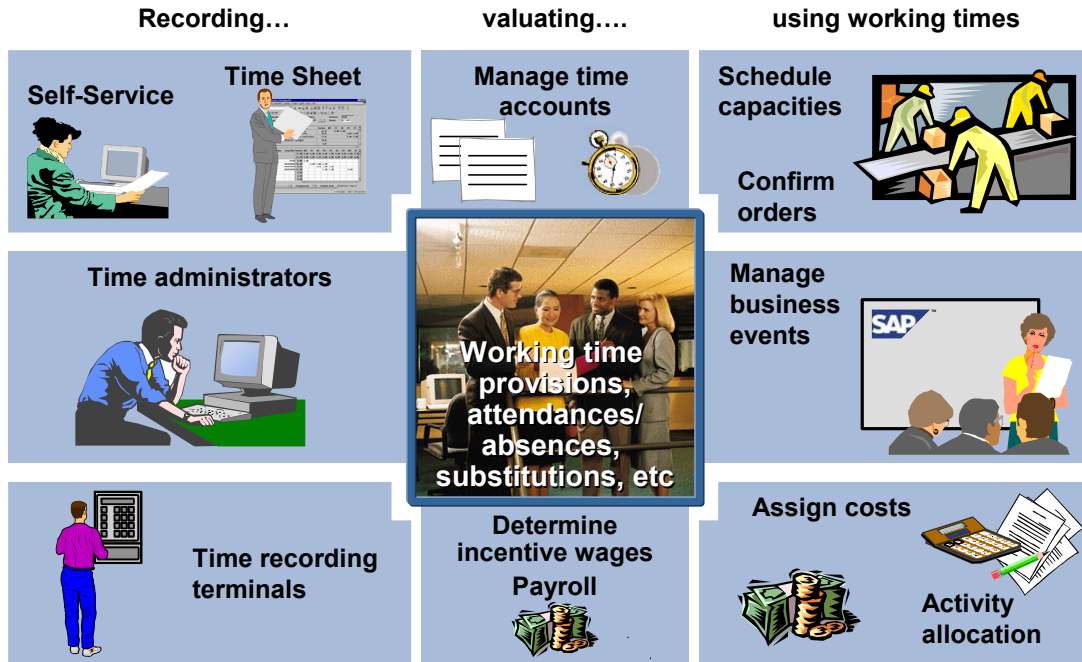 Recording…
valuating….
using working times
Self-Service
Time Sheet
Manage time
accounts
Schedule
capacities
Confirm
orders
Time administrators
Working time
provisions,
attendances/
absences,
substitutions, etc
Manage
business
events
SAP
Time recording
terminals
Determine
incentive wages
Payroll
Assign costs
Activity
allocation